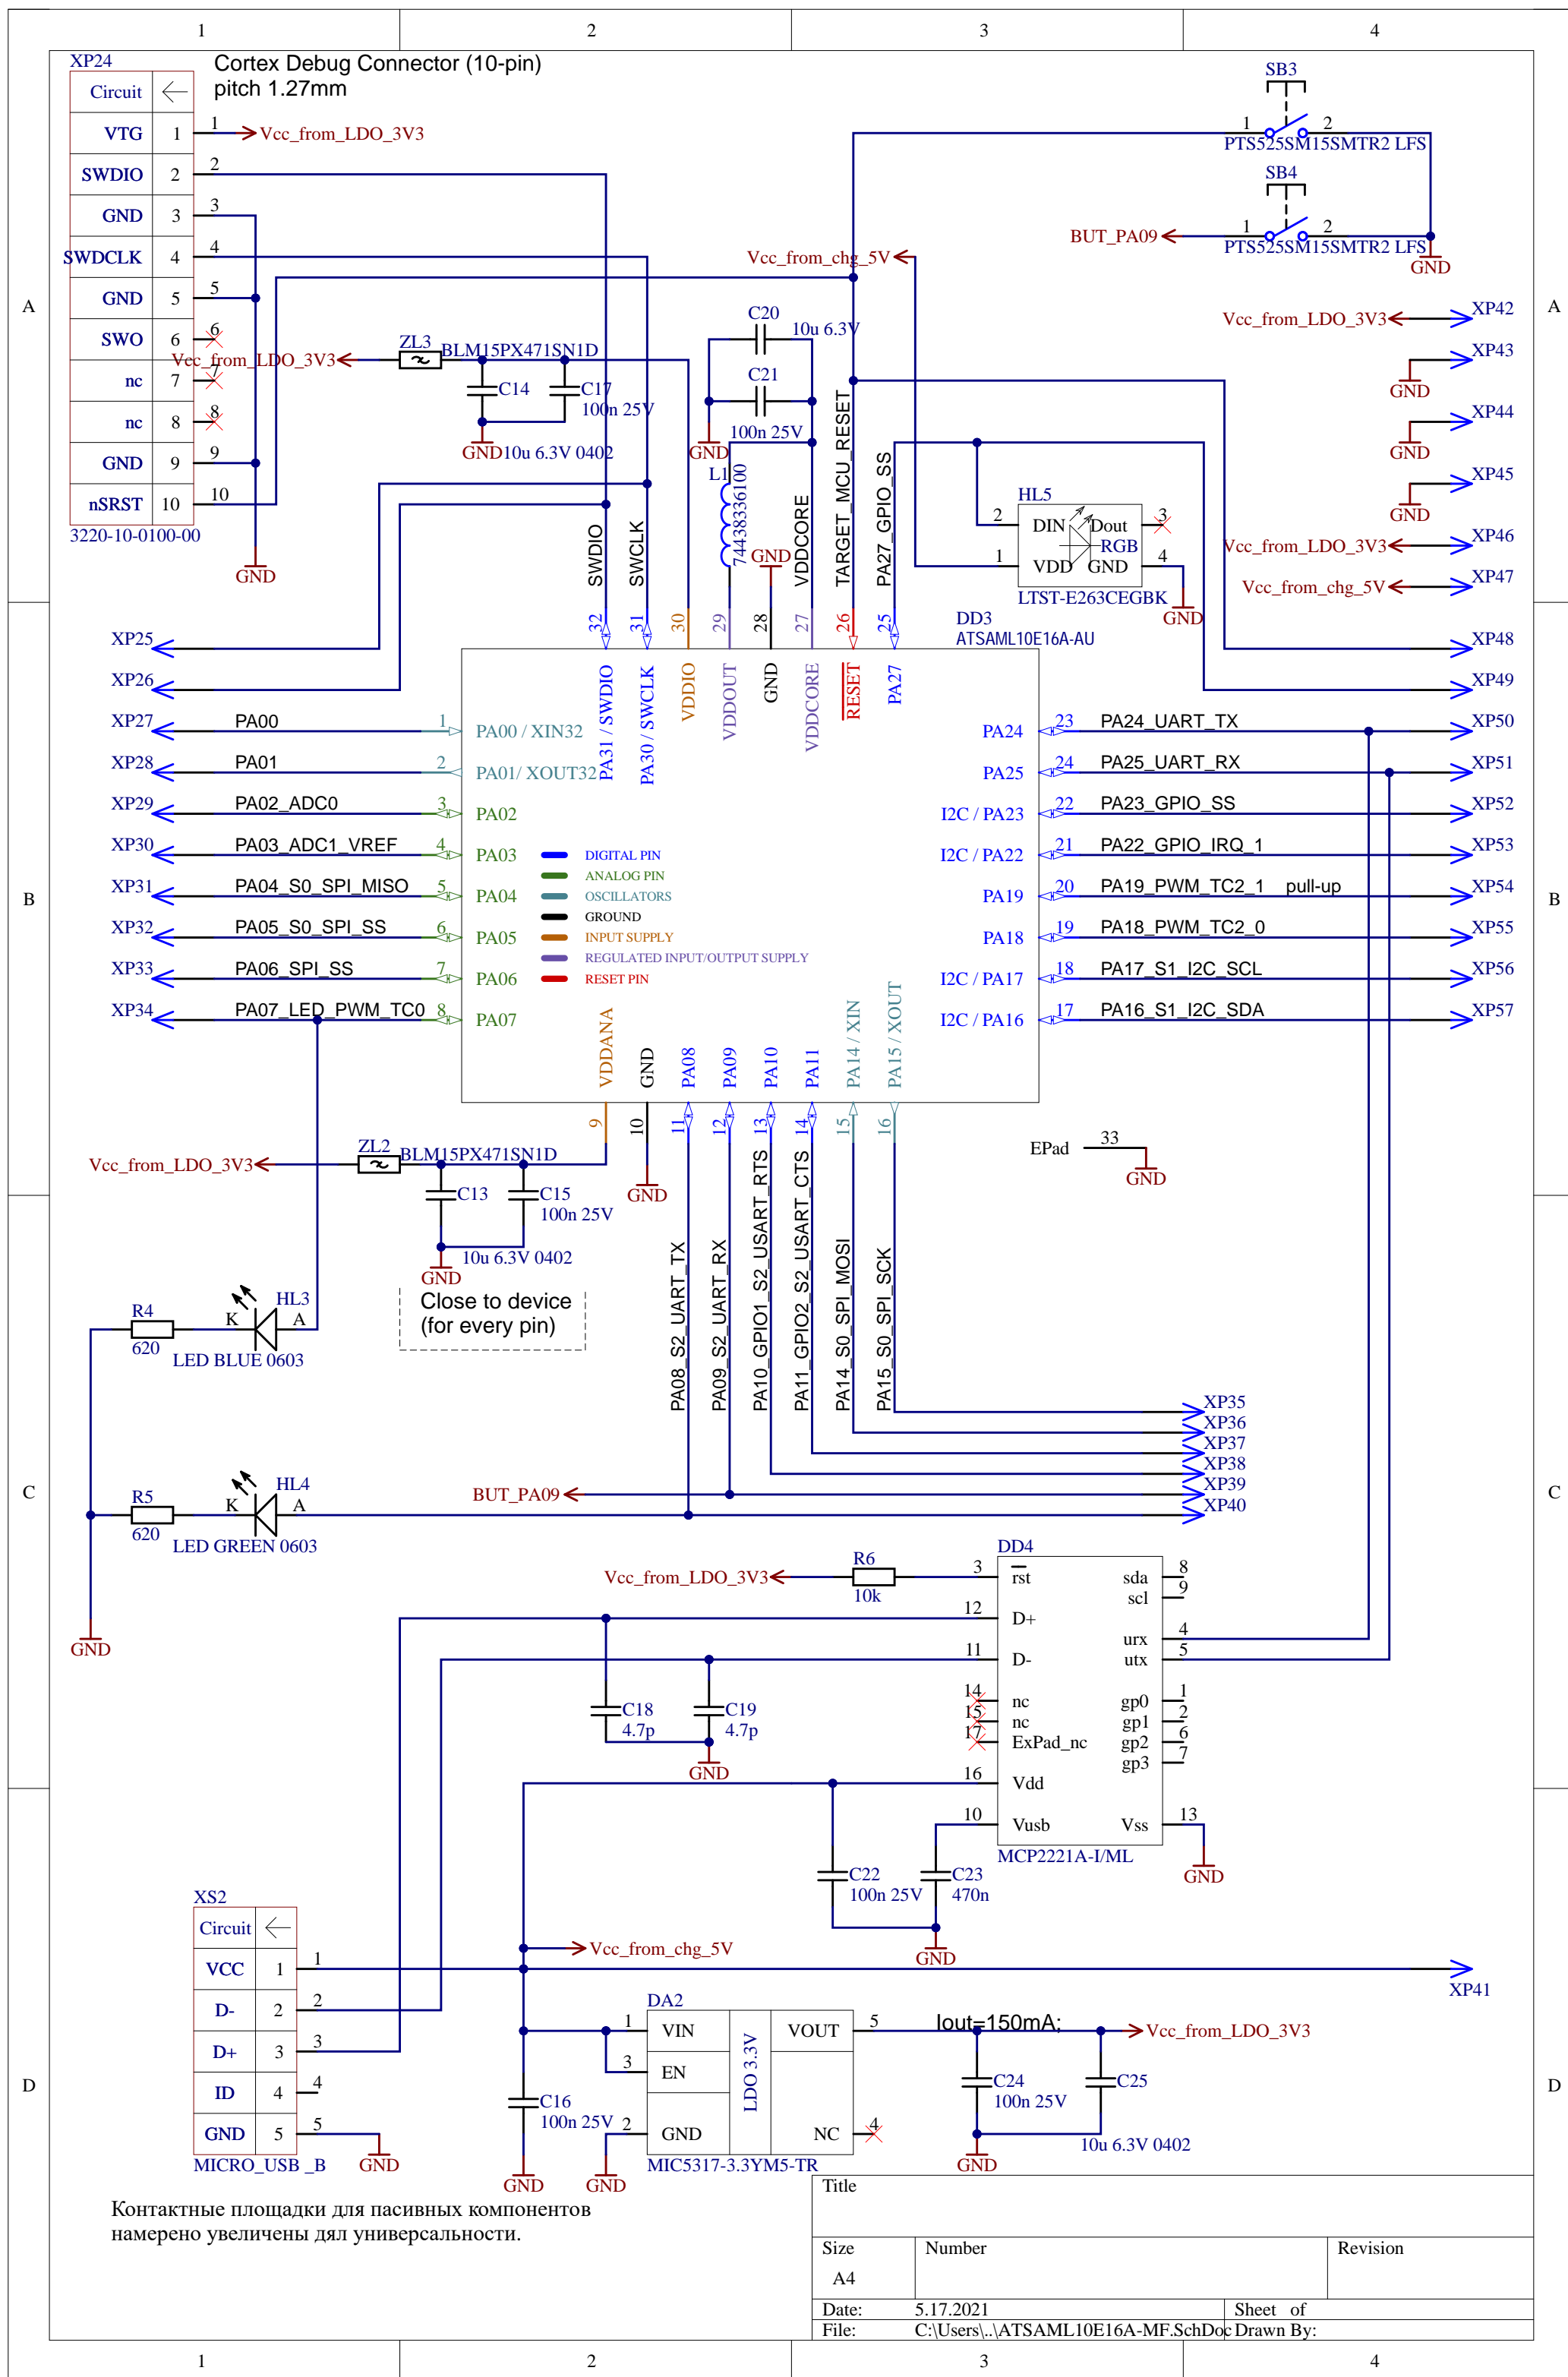 1 2 3 4
XP24
Cortex Debug Connector (10-pin)
pitch 1.27mm
Circuit
VTG 1 1 Vcc_from_LDO_3V3
SWDIO 2 2
GND 3 3
SWDCLK 4 4
GND 5 5
SWO 6 6
nc 7 7
nc 8 8
GND 9 9
nSRST 10 10
3220-10-0100-00
GND
SB3
1 2
PTS525SM15SMTR2 LFS
SB4
BUT_PA09 1 2
PTS525SM15SMTR2 LFS
GND
Vcc_from_chg_5V
A A
Vcc_from_LDO_3V3 XP42
XP43
GND
XP44
GND
XP45
GND
Vcc_from_LDO_3V3 XP46
Vcc_from_chg_5V XP47
Vcc_from_LDO_3V3
ZL3
BLM15PX471SN1D
C14
C17
100n 25V
GND 10u 6.3V 0402
C20
10u 6.3V
C21
100n 25V
GND
L1
74438336100
GND
SWDIO
SWCLK
VDDCORE
TARGET_MCU_RESET
PA27_GPIO_SS
HL5
2 DIN Dout 3
RGB
1 VDD GND 4
LTST-E263CEGBK
GND
DD3
ATSAML10E16A-AU
32 31 30 29 28 27 26 25
PA31 / SWDIO
PA30 / SWCLK
VDDIO
VDDOUT
GND
VDDCORE
RESET
PA27
XP25
XP26
XP27 PA00 1 PA00 / XIN32
XP28 PA01 2 PA01/ XOUT32
XP29 PA02_ADC0 3 PA02
XP30 PA03_ADC1_VREF 4 PA03
XP31 PA04_S0_SPI_MISO 5 PA04
XP32 PA05_S0_SPI_SS 6 PA05
XP33 PA06_SPI_SS 7 PA06
XP34 PA07_LED_PWM_TC0 8 PA07
DIGITAL PIN
ANALOG PIN
OSCILLATORS
GROUND
INPUT SUPPLY
REGULATED INPUT/OUTPUT SUPPLY
RESET PIN
XP48
XP49
PA24 23 PA24_UART_TX XP50
PA25 24 PA25_UART_RX XP51
I2C / PA23 22 PA23_GPIO_SS XP52
I2C / PA22 21 PA22_GPIO_IRQ_1 XP53
PA19 20 PA19_PWM_TC2_1 pull-up XP54
PA18 19 PA18_PWM_TC2_0 XP55
I2C / PA17 18 PA17_S1_I2C_SCL XP56
I2C / PA16 17 PA16_S1_I2C_SDA XP57
B B
VDDANA
GND
PA08
PA09
PA10
PA11
PA14 / XIN
PA15 / XOUT
9 10 11 12 13 14 15 16
EPad 33
GND
Vcc_from_LDO_3V3
ZL2
BLM15PX471SN1D
C13
C15
100n 25V
10u 6.3V 0402
GND
GND
Close to device
(for every pin)
PA08_S2_UART_TX
PA09_S2_UART_RX
PA10_GPIO1_S2_USART_RTS
PA11_GPIO2_S2_USART_CTS
PA14_S0_SPI_MOSI
PA15_S0_SPI_SCK
R4
620
K A
HL3
LED BLUE 0603
XP35
XP36
XP37
XP38
XP39
XP40
C C
BUT_PA09
R5
620
K A
HL4
LED GREEN 0603
GND
DD4
Vcc_from_LDO_3V3
R6
10k
3 rst
12 D+
11 D-
14 nc
15 nc
17 ExPad_nc
16 Vdd
10 Vusb
sda 8
scl 9
urx 4
utx 5
gp0 1
gp1 2
gp2 6
gp3 7
Vss 13
MCP2221A-I/ML
GND
C18
4.7p
C19
4.7p
GND
C22
100n 25V
C23
470n
GND
XS2
Circuit
VCC 1 1
D- 2 2
D+ 3 3
ID 4 4
GND 5 5
MICRO_USB _B
GND
Vcc_from_chg_5V
XP41
DA2
1 VIN
3 EN
2 GND
LDO 3.3V
VOUT 5
NC 4
MIC5317-3.3YM5-TR
C16
100n 25V
GND
GND
Iout=150mA;
Vcc_from_LDO_3V3
C24
100n 25V
C25
10u 6.3V 0402
GND
D D
Контактные площадки для пасивных компонентов
намерено увеличены дял универсальности.
Title
Size Number Revision
A4
Date: 5.17.2021 Sheet of
File: C:\Users\..\ATSAML10E16A-MF.SchDoc Drawn By:
1 2 3 4